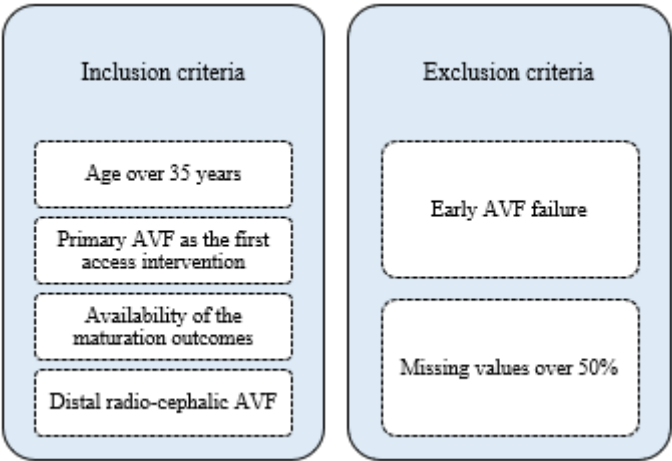 Inclusion criteria
Age over 35 years
Primary AVF as the first
access intervention
Availability of the
maturation outcomes
Distal radio-cephalic AVF
Exclusion criteria
Early AVF failure
Missing values over 50%